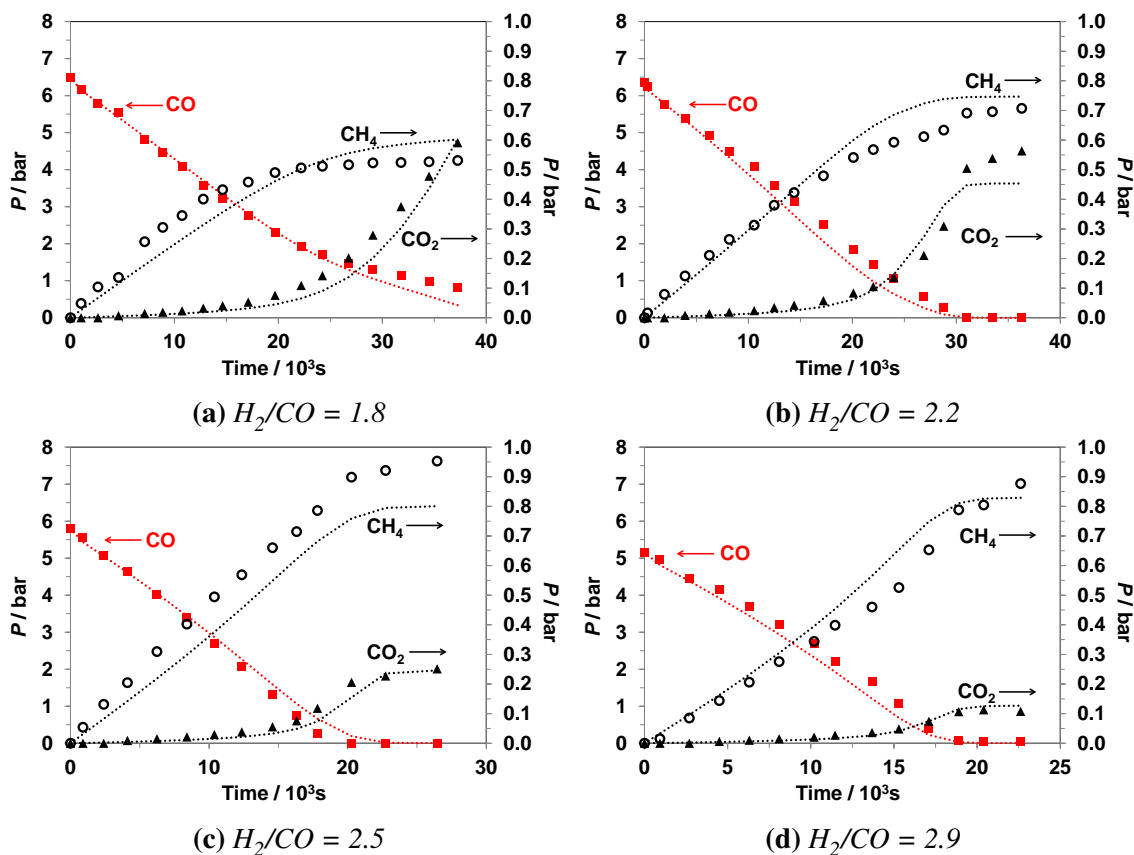 P / bar
8
7
6
5
4
3
2
1
0
1.0
0.9
0.8
0.7
0.6
0.5
0.4
0.3
0.2
0.1
0.0
P / bar
CO
CH4
CO2
0 10 20 30 40
Time / 10³s
(a) H2/CO = 1.8
P / bar
8
7
6
5
4
3
2
1
0
1.0
0.9
0.8
0.7
0.6
0.5
0.4
0.3
0.2
0.1
0.0
P / bar
CH4
CO
CO2
0 10 20 30 40
Time / 10³s
(b) H2/CO = 2.2
P / bar
8
7
6
5
4
3
2
1
0
1.0
0.9
0.8
0.7
0.6
0.5
0.4
0.3
0.2
0.1
0.0
P / bar
CO
CH4
CO2
0 10 20 30
Time / 10³s
(c) H2/CO = 2.5
P / bar
8
7
6
5
4
3
2
1
0
1.0
0.9
0.8
0.7
0.6
0.5
0.4
0.3
0.2
0.1
0.0
P / bar
CO
CH4
CO2
0 5 10 15 20 25
Time / 10³s
(d) H2/CO = 2.9